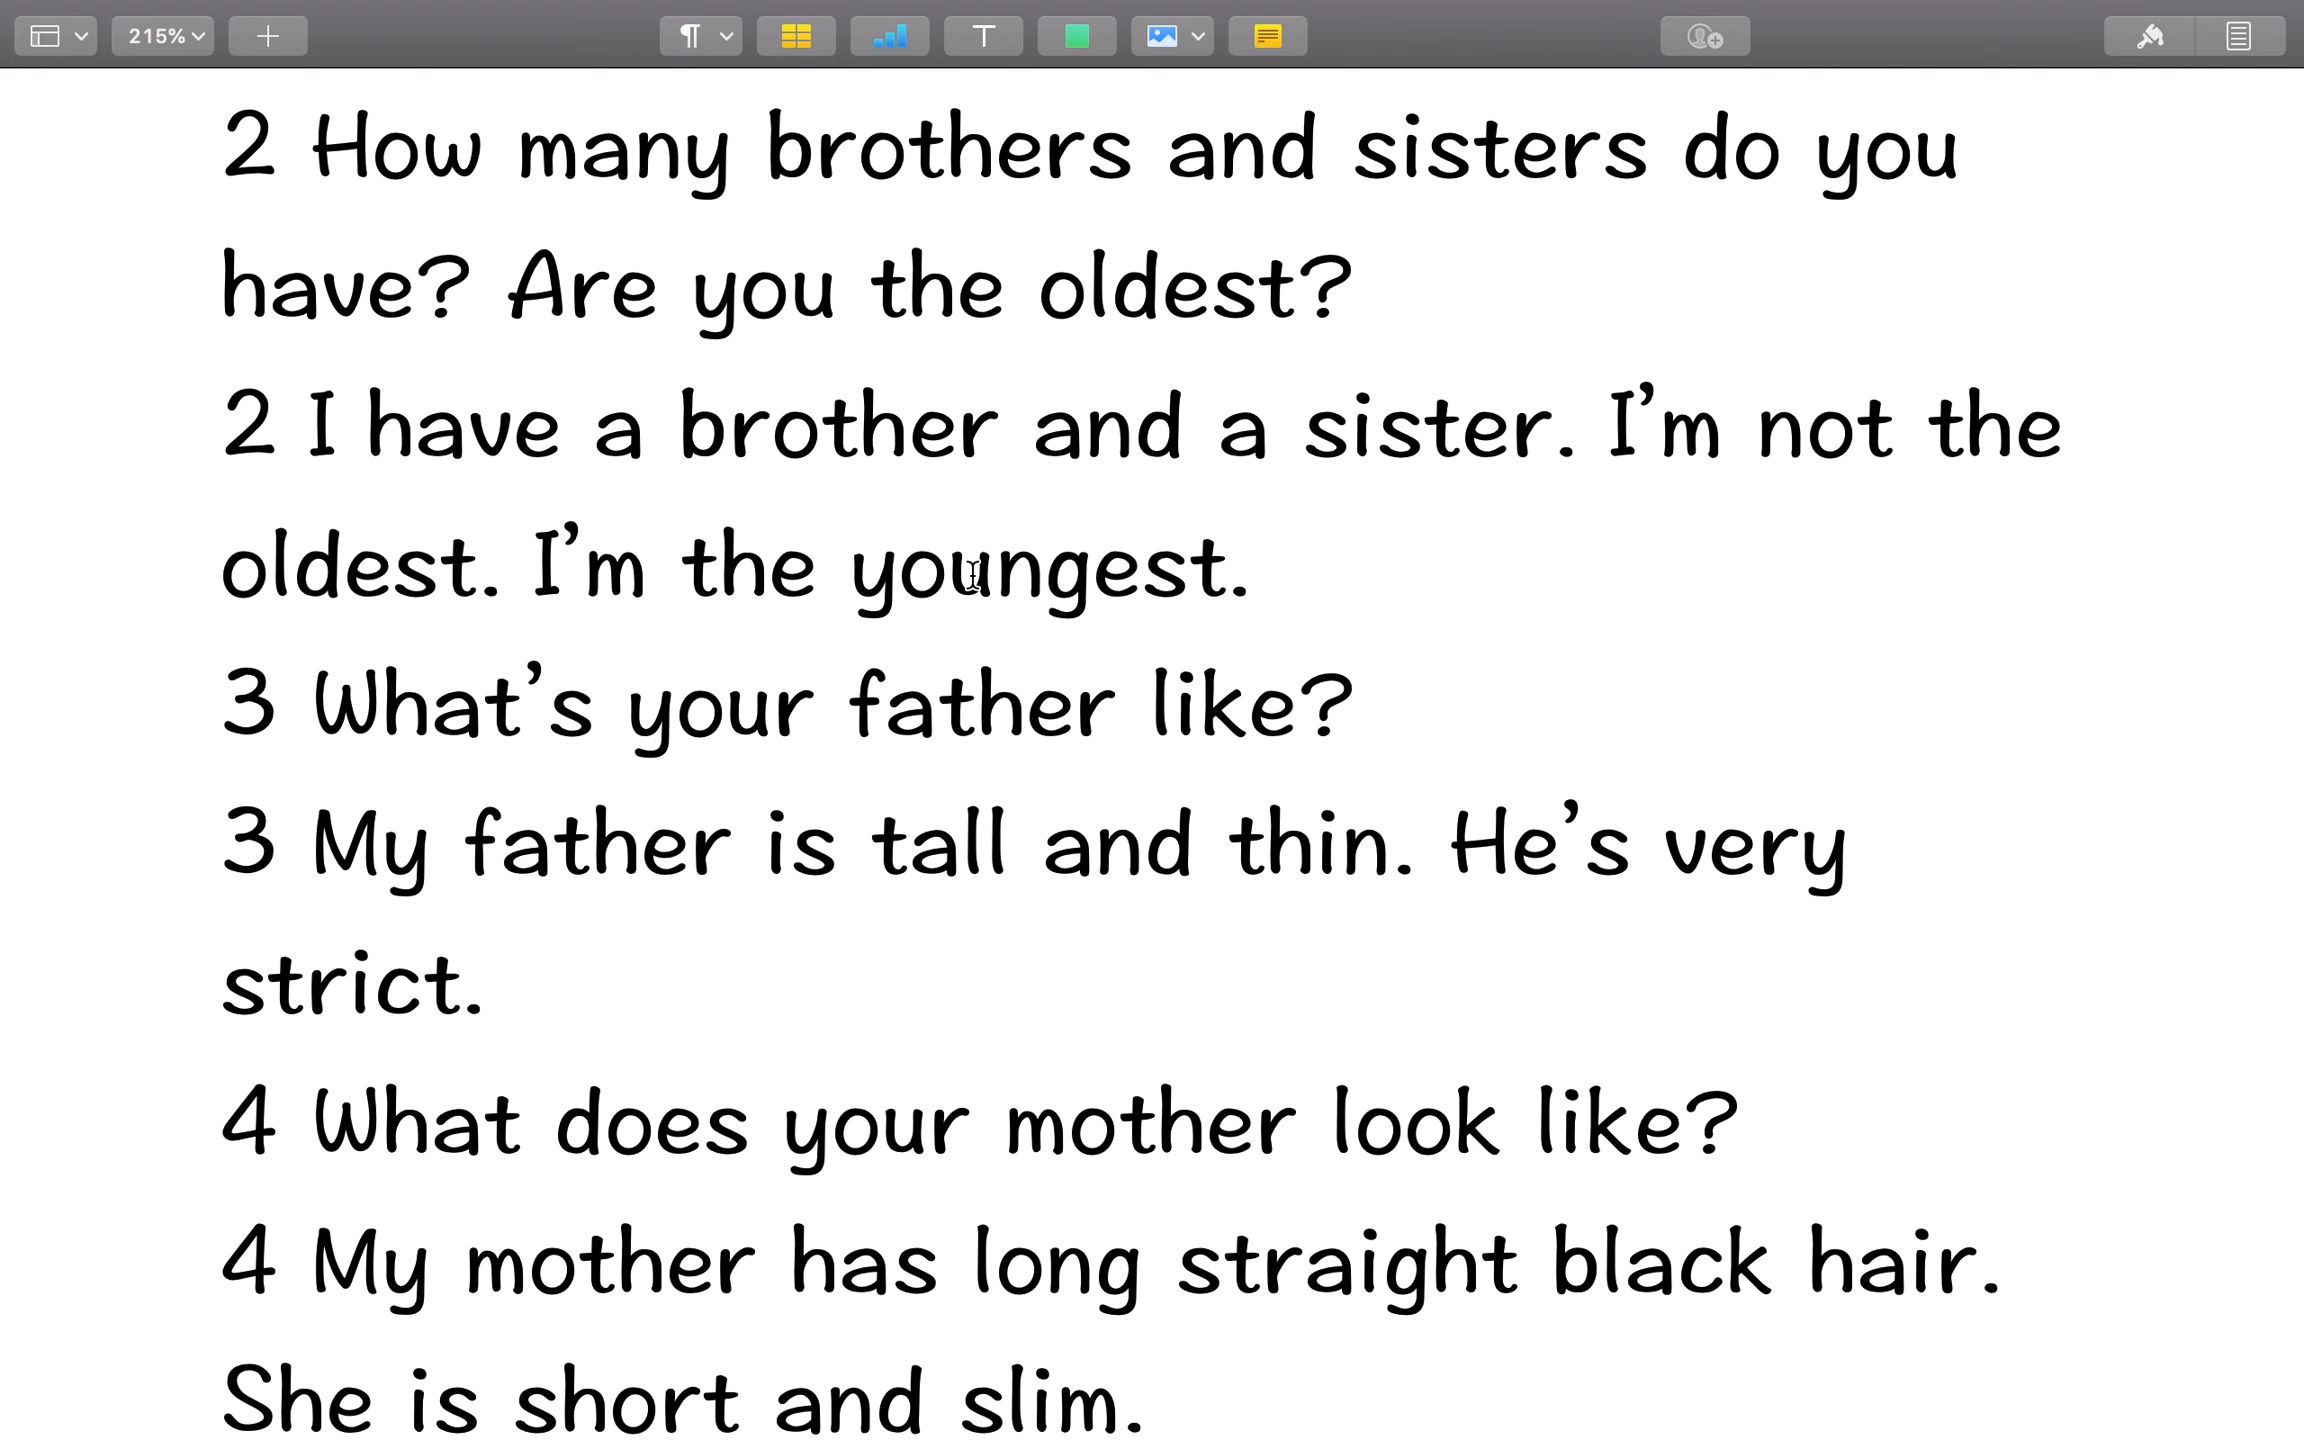 215%
2 How many brothers and sisters do you
have? Are you the oldest?
2 I have a brother and a sister. I’m not the
oldest. I’m the youngest.
3 What’s your father like?
3 My father is tall and thin. He’s very
strict.
4 What does your mother look like?
4 My mother has long straight black hair.
She is short and slim.